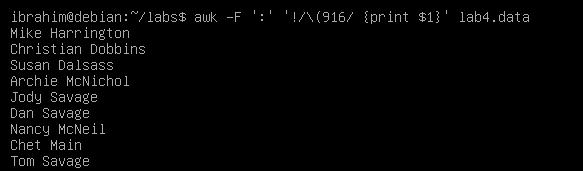 ibrahim@debian:~/labs$ awk -F ':' '!/\(916/ {print $1}' lab4.data
Mike Harrington
Christian Dobbins
Susan Dalsass
Archie McNichol
Jody Savage
Dan Savage
Nancy McNeil
Chet Main
Tom Savage